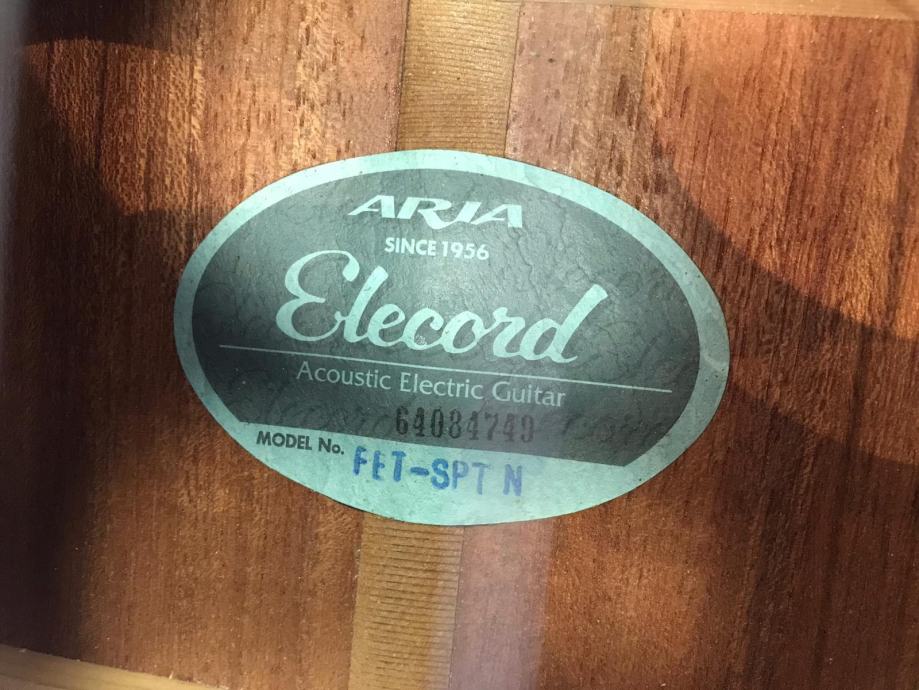 ARIA
SINCE 1956
Elecord
Acoustic Electric Guitar
64084749
MODEL No. FET-SPT N